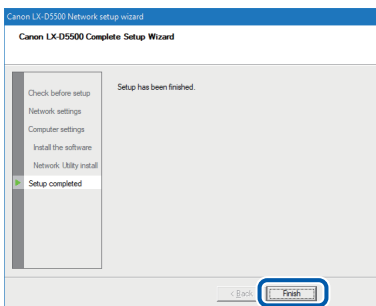 Canon LX-D5500 Network setup wizard
Canon LX-D5500 Complete Setup Wizard
Check before setup
Network settings
Computer settings
Install the software
Network Utility install
Setup completed
Setup has been finished.
< Back
Finish